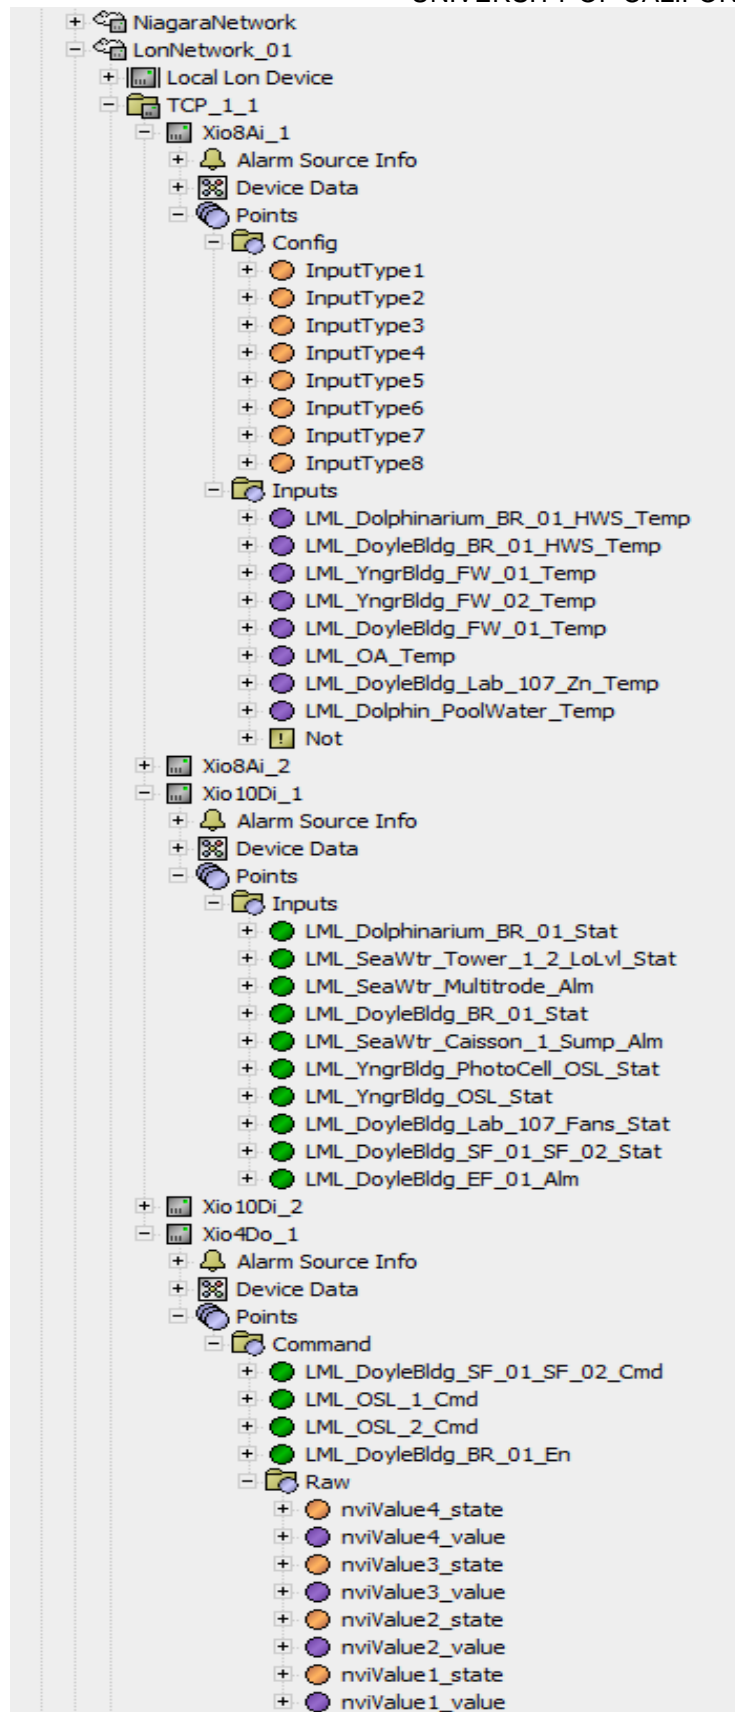 NiagaraNetwork
LonNetwork_01
Local Lon Device
TCP_1_1
Xio8Ai_1
Alarm Source Info
Device Data
Points
Config
InputType1
InputType2
InputType3
InputType4
InputType5
InputType6
InputType7
InputType8
Inputs
LML_Dolphinarium_BR_01_HWS_Temp
LML_DoyleBldg_BR_01_HWS_Temp
LML_YngrBldg_FW_01_Temp
LML_YngrBldg_FW_02_Temp
LML_DoyleBldg_FW_01_Temp
LML_OA_Temp
LML_DoyleBldg_Lab_107_Zn_Temp
LML_Dolphin_PoolWater_Temp
Not
Xio8Ai_2
Xio10Di_1
Alarm Source Info
Device Data
Points
Inputs
LML_Dolphinarium_BR_01_Stat
LML_SeaWtr_Tower_1_2_LoLvl_Stat
LML_SeaWtr_Multitrode_Alm
LML_DoyleBldg_BR_01_Stat
LML_SeaWtr_Caisson_1_Sump_Alm
LML_YngrBldg_PhotoCell_OSL_Stat
LML_YngrBldg_OSL_Stat
LML_DoyleBldg_Lab_107_Fans_Stat
LML_DoyleBldg_SF_01_SF_02_Stat
LML_DoyleBldg_EF_01_Alm
Xio10Di_2
Xio4Do_1
Alarm Source Info
Device Data
Points
Command
LML_DoyleBldg_SF_01_SF_02_Cmd
LML_OSL_1_Cmd
LML_OSL_2_Cmd
LML_DoyleBldg_BR_01_En
Raw
nviValue4_state
nviValue4_value
nviValue3_state
nviValue3_value
nviValue2_state
nviValue2_value
nviValue1_state
nviValue1_value